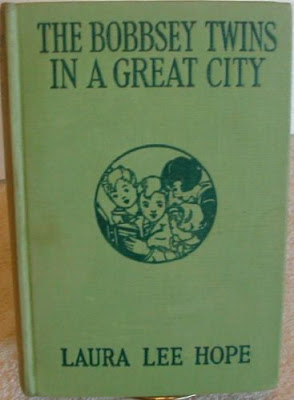 THE BOBBSEY TWINS
IN A GREAT CITY
LAURA LEE HOPE